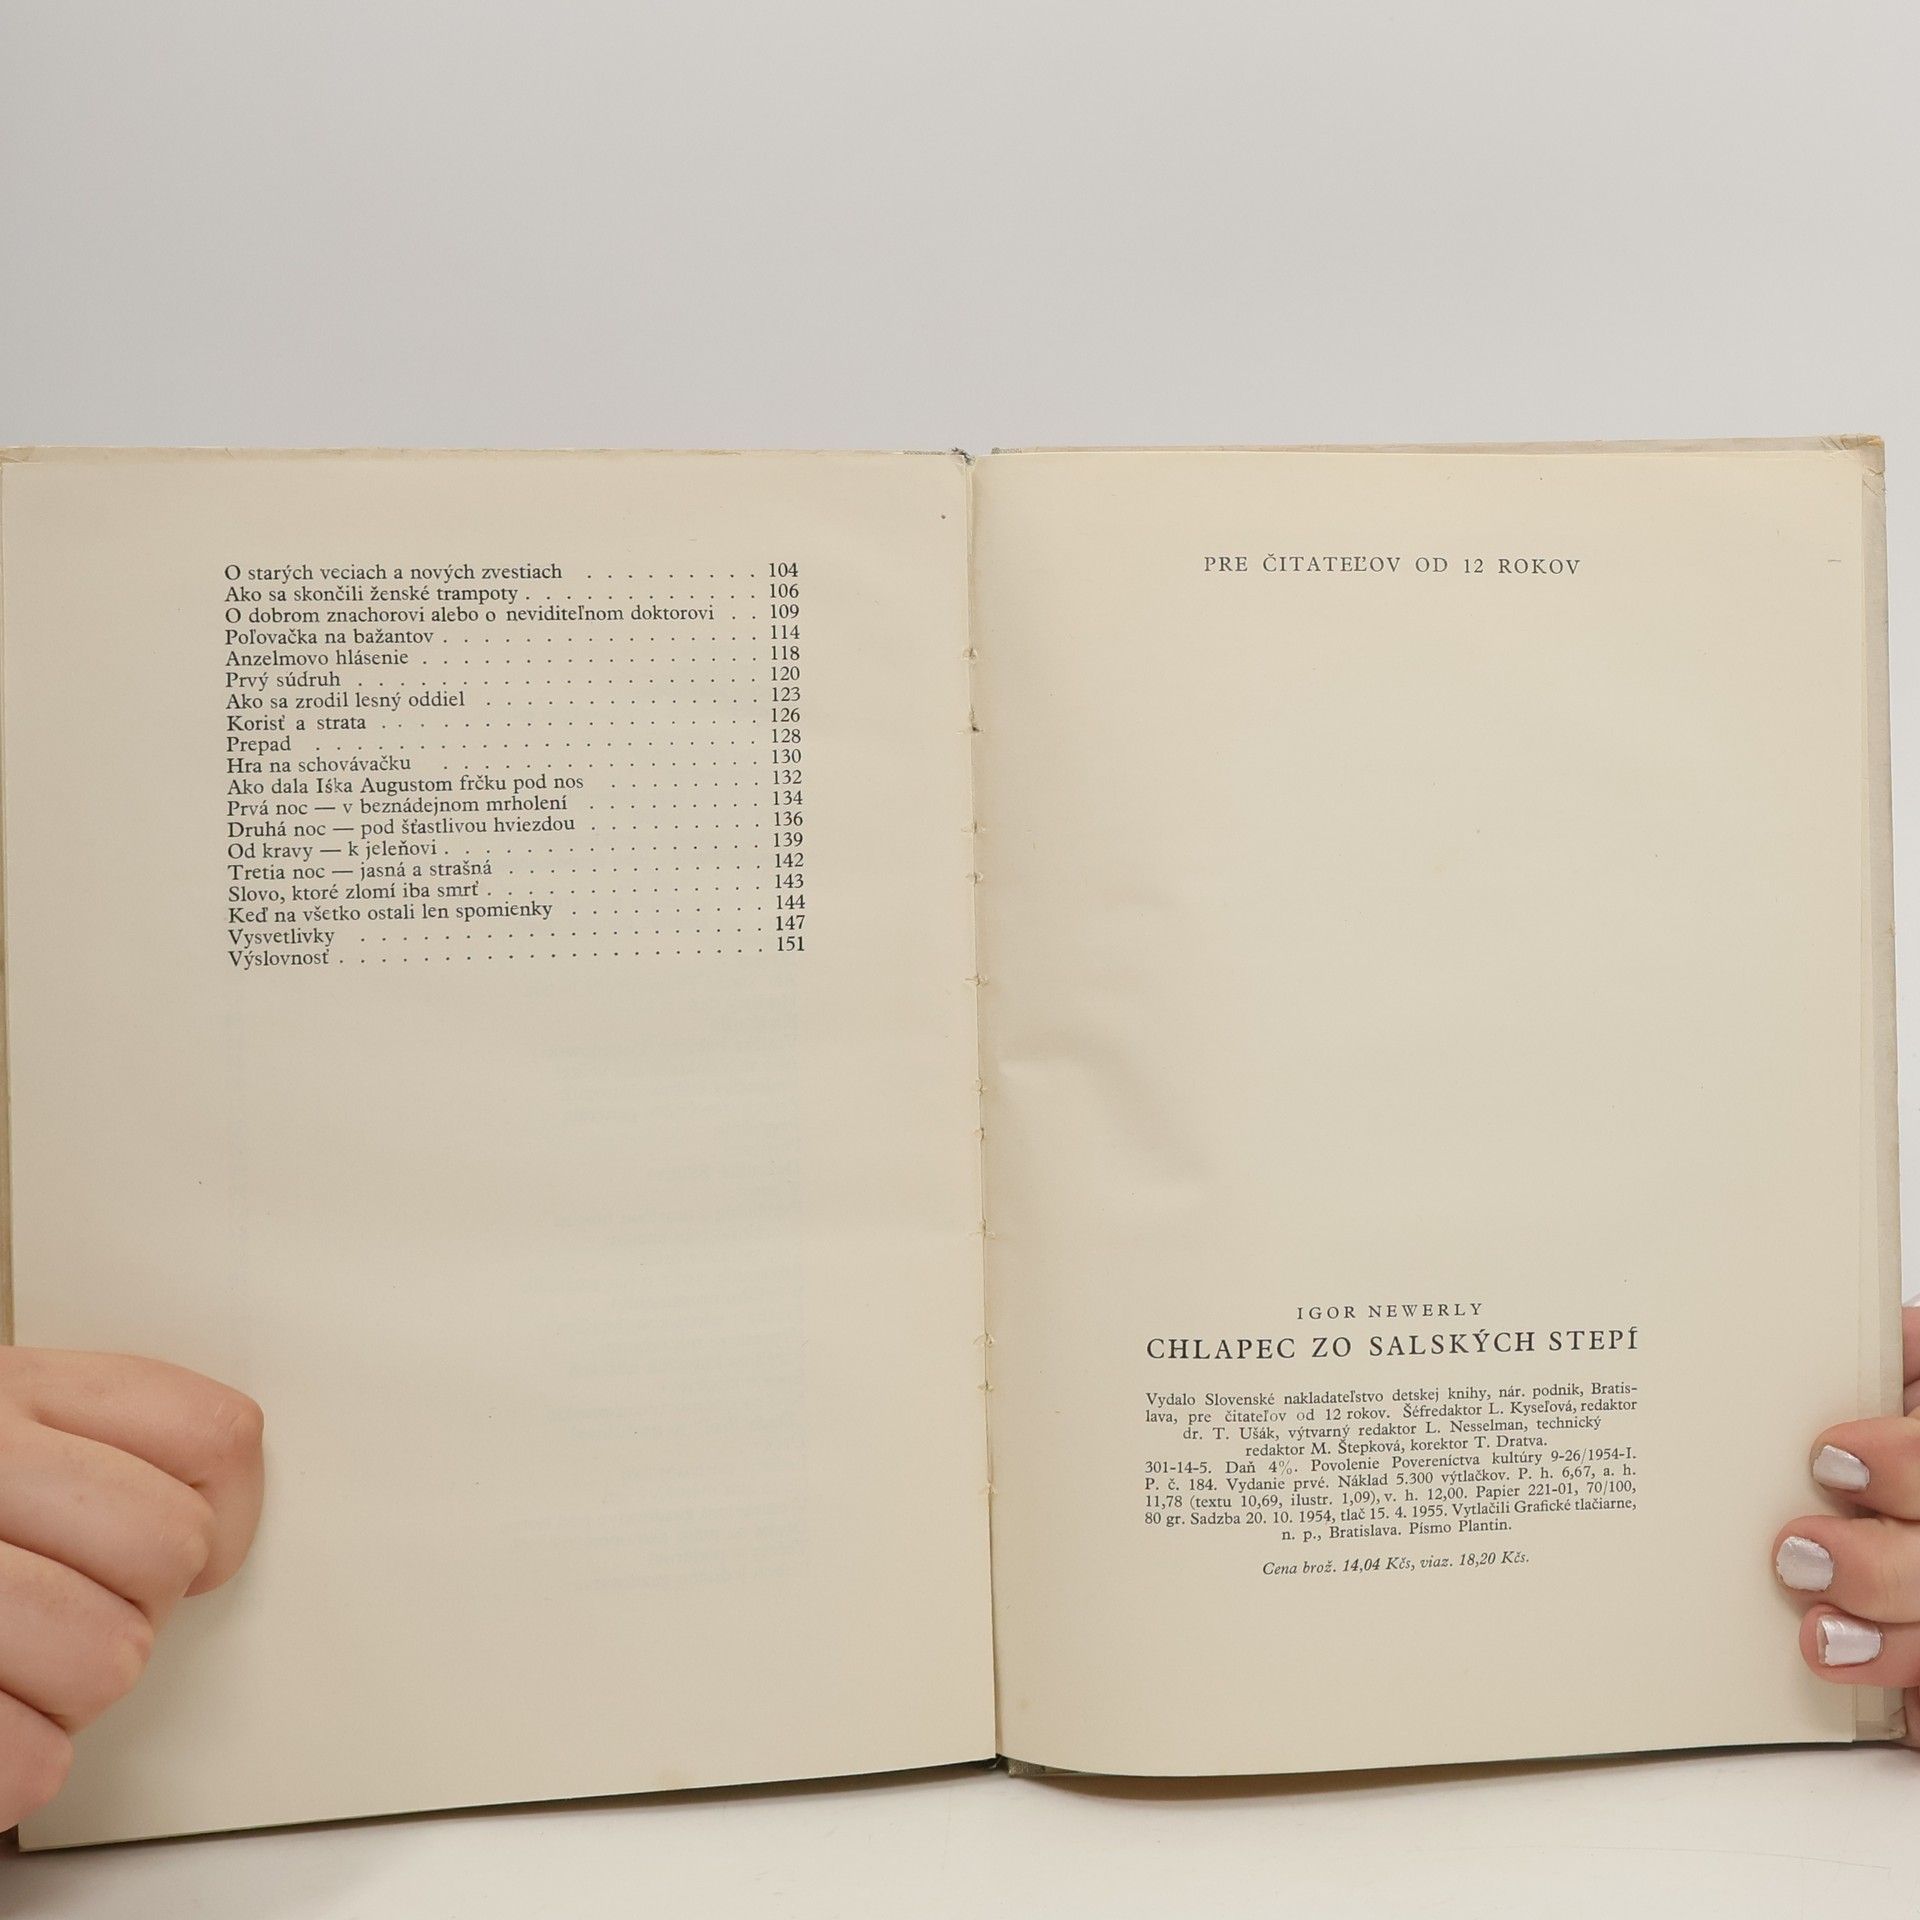 O starých veciach a nových zvestiach . . . . . . . . . 104
Ako sa skončili ženské trampoty . . . . . . . . . . . . 106
O dobrom znachorovi alebo o neviditeľnom doktorovi . . 109
Poľovačka na bažantov . . . . . . . . . . . . . . . . 114
Anzelmovo hlásenie . . . . . . . . . . . . . . . . . 118
Prvý súdruh . . . . . . . . . . . . . . . . . . . . 120
Ako sa zrodil lesný oddiel . . . . . . . . . . . . . . 123
Korisť a strata . . . . . . . . . . . . . . . . . . . 126
Prepad . . . . . . . . . . . . . . . . . . . . . . 128
Hra na schovávačku . . . . . . . . . . . . . . . . 130
Ako dala Iśka Augustom frčku pod nos . . . . . . . . 132
Prvá noc — v beznádejnom mrholení . . . . . . . . . 134
Druhá noc — pod šťastlivou hviezdou . . . . . . . . . 136
Od kravy — k jeleňovi . . . . . . . . . . . . . . . . 139
Tretia noc — jasná a strašná . . . . . . . . . . . . . 142
Slovo, ktoré zlomí iba smrť . . . . . . . . . . . . . . 143
Keď na všetko ostali len spomienky . . . . . . . . . . 144
Vysvetlivky . . . . . . . . . . . . . . . . . . . . 147
Výslovnosť . . . . . . . . . . . . . . . . . . . . . 151
PRE ČITATEĽOV OD 12 ROKOV
IGOR NEWERLY
CHLAPEC ZO SALSKÝCH STEPÍ
Vydalo Slovenské nakladateľstvo detskej knihy, nár. podnik, Bratis-
lava, pre čitateľov od 12 rokov. Šéfredaktor L. Kyseľová, redaktor
dr. T. Ušák, výtvarný redaktor L. Nesselman, technický
redaktor M. Štepková, korektor T. Dratva.
301-14-5. Daň 4%. Povolenie Povereníctva kultúry 9-26/1954-I.
P. č. 184. Vydanie prvé. Náklad 5.300 výtlačkov. P. h. 6,67, a. h.
11,78 (textu 10,69, ilustr. 1,09), v. h. 12,00. Papier 221-01, 70/100,
80 gr. Sadzba 20. 10. 1954, tlač 15. 4. 1955. Vytlačili Grafické tlačiarne,
n. p., Bratislava. Písmo Plantin.
Cena brož. 14,04 Kčs, viaz. 18,20 Kčs.